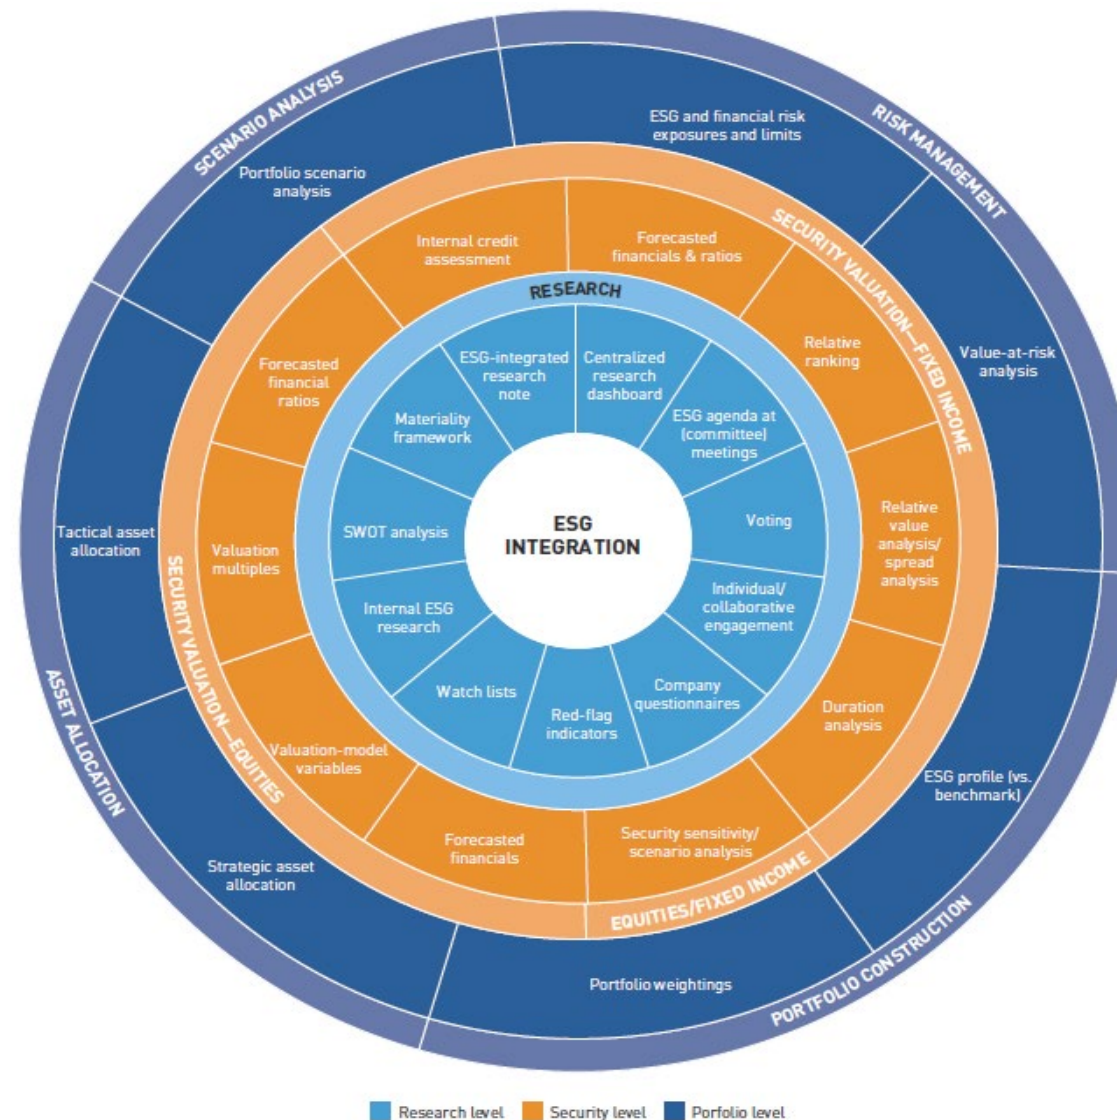 SCENARIO ANALYSIS
RISK MANAGEMENT
ESG and financial risk
exposures and limits
Portfolio scenario
analysis
Value-at-risk
analysis
Tactical asset
allocation
ASSET ALLOCATION
Strategic asset
allocation
Portfolio weightings
ESG profile (vs.
benchmark)
PORTFOLIO CONSTRUCTION
SECURITY VALUATION—FIXED INCOME
Internal credit
assessment
Forecasted
financials & ratios
Relative
ranking
Relative
value
analysis/
spread
analysis
Duration
analysis
EQUITIES/FIXED INCOME
Security sensitivity/
scenario analysis
SECURITY VALUATION—EQUITIES
Forecasted
financials
Valuation-model
variables
Valuation
multiples
Forecasted
financial
ratios
RESEARCH
ESG-integrated
research
note
Centralized
research
dashboard
ESG agenda at
(committee)
meetings
Voting
Individual/
collaborative
engagement
Company
questionnaires
Red-flag
indicators
Watch lists
Internal ESG
research
SWOT analysis
Materiality
framework
ESG
INTEGRATION
Research level
Security level
Porfolio level